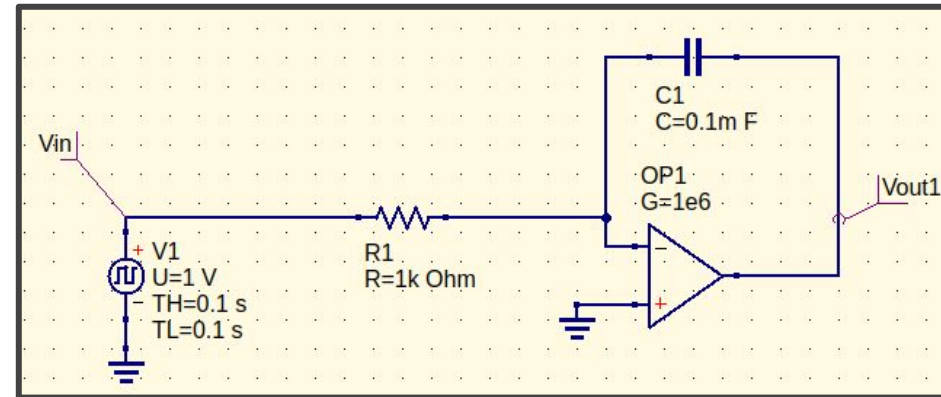 Vin
V1
U=1 V
TH=0.1 s
TL=0.1 s
R1
R=1k Ohm
C1
C=0.1m F
OP1
G=1e6
Vout1